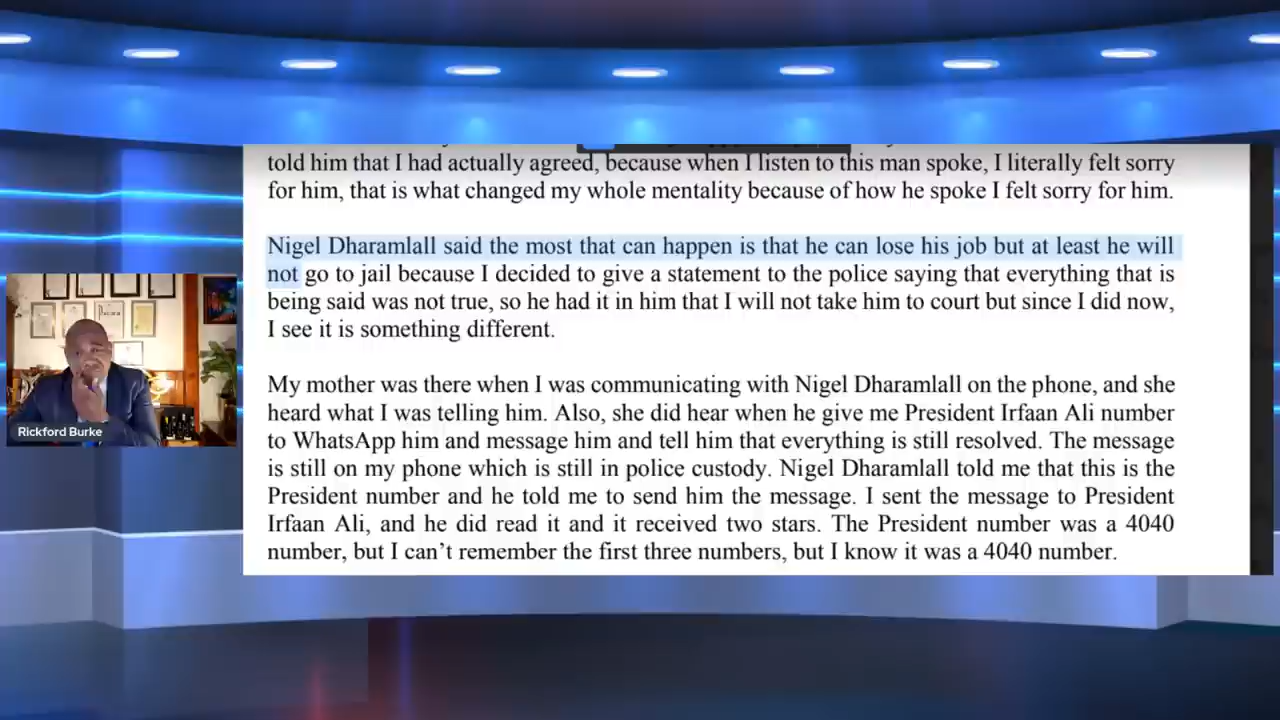 told him that I had actually agreed, because when I listen to this man spoke, I literally felt sorry
for him, that is what changed my whole mentality because of how he spoke I felt sorry for him.
Nigel Dharamlall said the most that can happen is that he can lose his job but at least he will
not go to jail because I decided to give a statement to the police saying that everything that is
being said was not true, so he had it in him that I will not take him to court but since I did now,
I see it is something different.
My mother was there when I was communicating with Nigel Dharamlall on the phone, and she
heard what I was telling him. Also, she did hear when he give me President Irfaan Ali number
to WhatsApp him and message him and tell him that everything is still resolved. The message
is still on my phone which is still in police custody. Nigel Dharamlall told me that this is the
President number and he told me to send him the message. I sent the message to President
Irfaan Ali, and he did read it and it received two stars. The President number was a 4040
number, but I can’t remember the first three numbers, but I know it was a 4040 number.
Rickford Burke